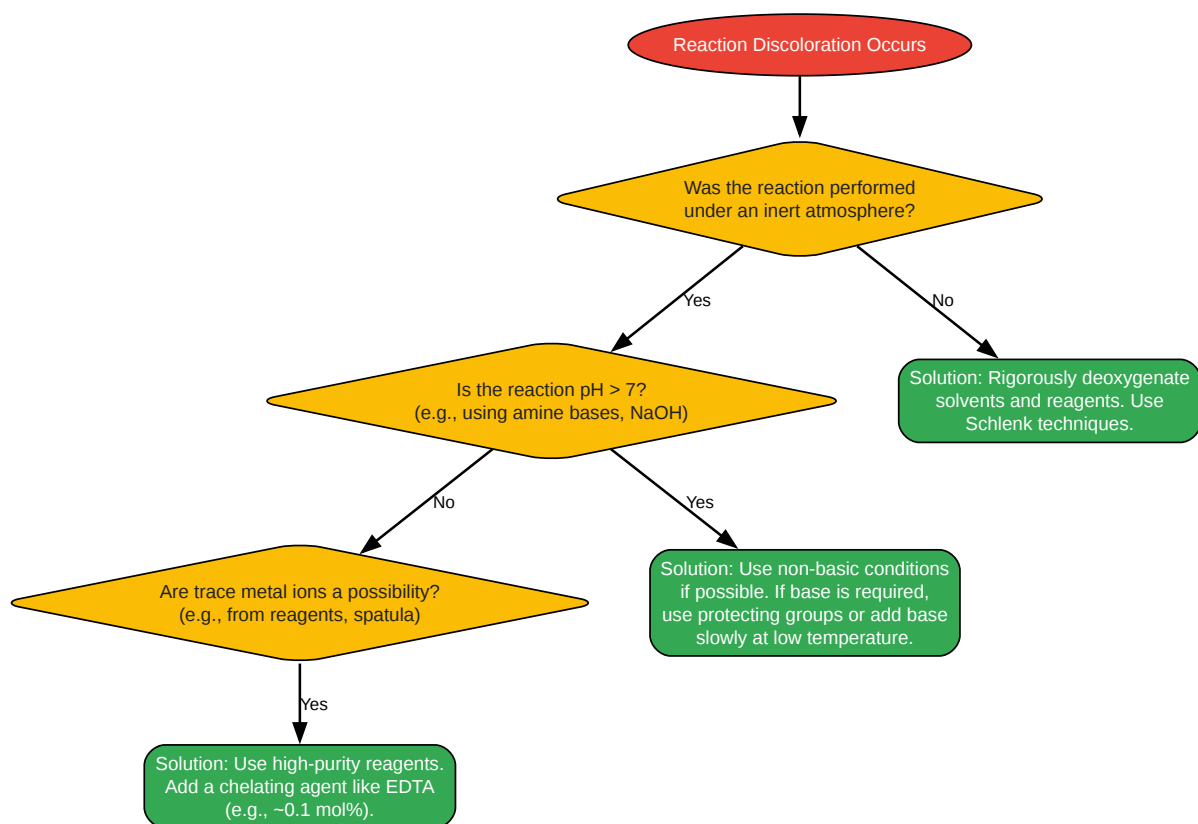 Reaction Discoloration Occurs
Was the reaction performed
under an inert atmosphere?
Yes
No
Is the reaction pH > 7?
(e.g., using amine bases, NaOH)
Solution: Rigorously deoxygenate
solvents and reagents. Use
Schlenk techniques.
No
Yes
Are trace metal ions a possibility?
(e.g., from reagents, spatula)
Solution: Use non-basic conditions
if possible. If base is required,
use protecting groups or add base
slowly at low temperature.
Yes
Solution: Use high-purity reagents.
Add a chelating agent like EDTA
(e.g., ~0.1 mol%).